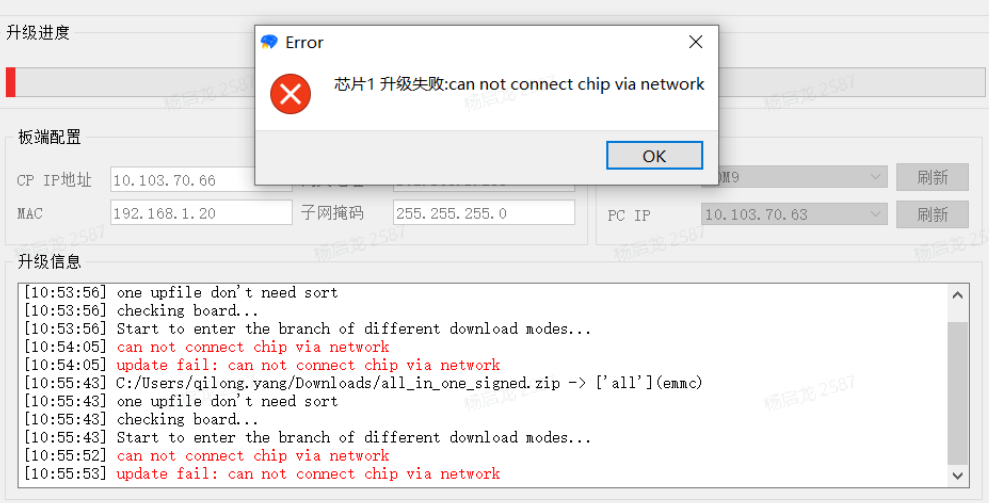 升级进度
Error
芯片1 升级失败:can not connect chip via network
OK
板端配置
CP IP地址 10.103.70.66
M9 刷新
MAC 192.168.1.20 子网掩码 255.255.255.0
PC IP 10.103.70.63 刷新
升级信息
[10:53:56] one upfile don't need sort
[10:53:56] checking board...
[10:53:56] Start to enter the branch of different download modes...
[10:54:05] can not connect chip via network
[10:54:05] update fail: can not connect chip via network
[10:55:43] C:/Users/qilong.yang/Downloads/all_in_one_signed.zip -> ['all'](emmc)
[10:55:43] one upfile don't need sort
[10:55:43] checking board...
[10:55:43] Start to enter the branch of different download modes...
[10:55:52] can not connect chip via network
[10:55:53] update fail: can not connect chip via network
杨启龙 2587